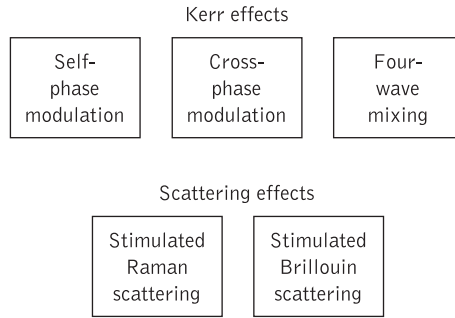 Kerr effects
Self-
phase
modulation
Cross-
phase
modulation
Four-
wave
mixing
Scattering effects
Stimulated
Raman
scattering
Stimulated
Brillouin
scattering